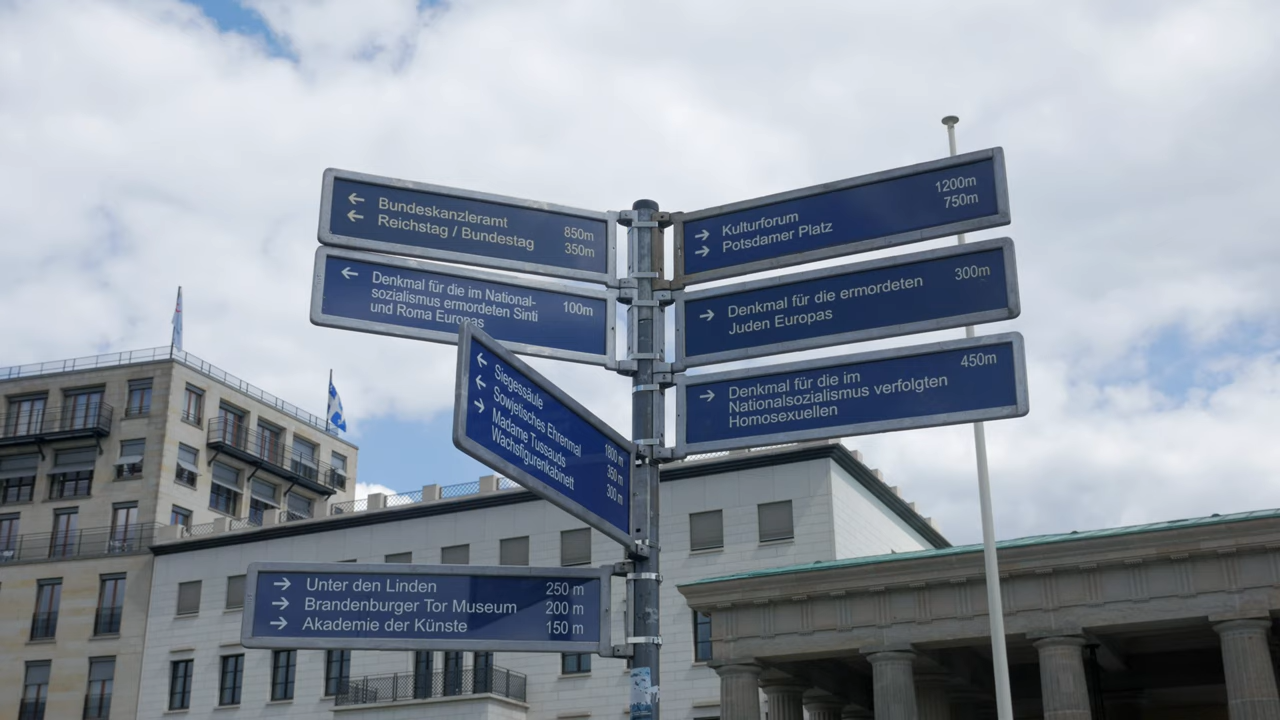 ← Bundeskanzleramt 850m
← Reichstag / Bundestag 350m
← Denkmal für die im National-
sozialismus ermordeten Sinti 100m
und Roma Europas
← Siegessäule 1800 m
← Sowjetisches Ehrenmal 350 m
→ Madame Tussauds 300 m
Wachsfigurenkabinett
→ Unter den Linden 250 m
→ Brandenburger Tor Museum 200 m
→ Akademie der Künste 150 m
→ Kulturforum 1200m
→ Potsdamer Platz 750m
→ Denkmal für die ermordeten 300m
Juden Europas
→ Denkmal für die im 450m
Nationalsozialismus verfolgten
Homosexuellen